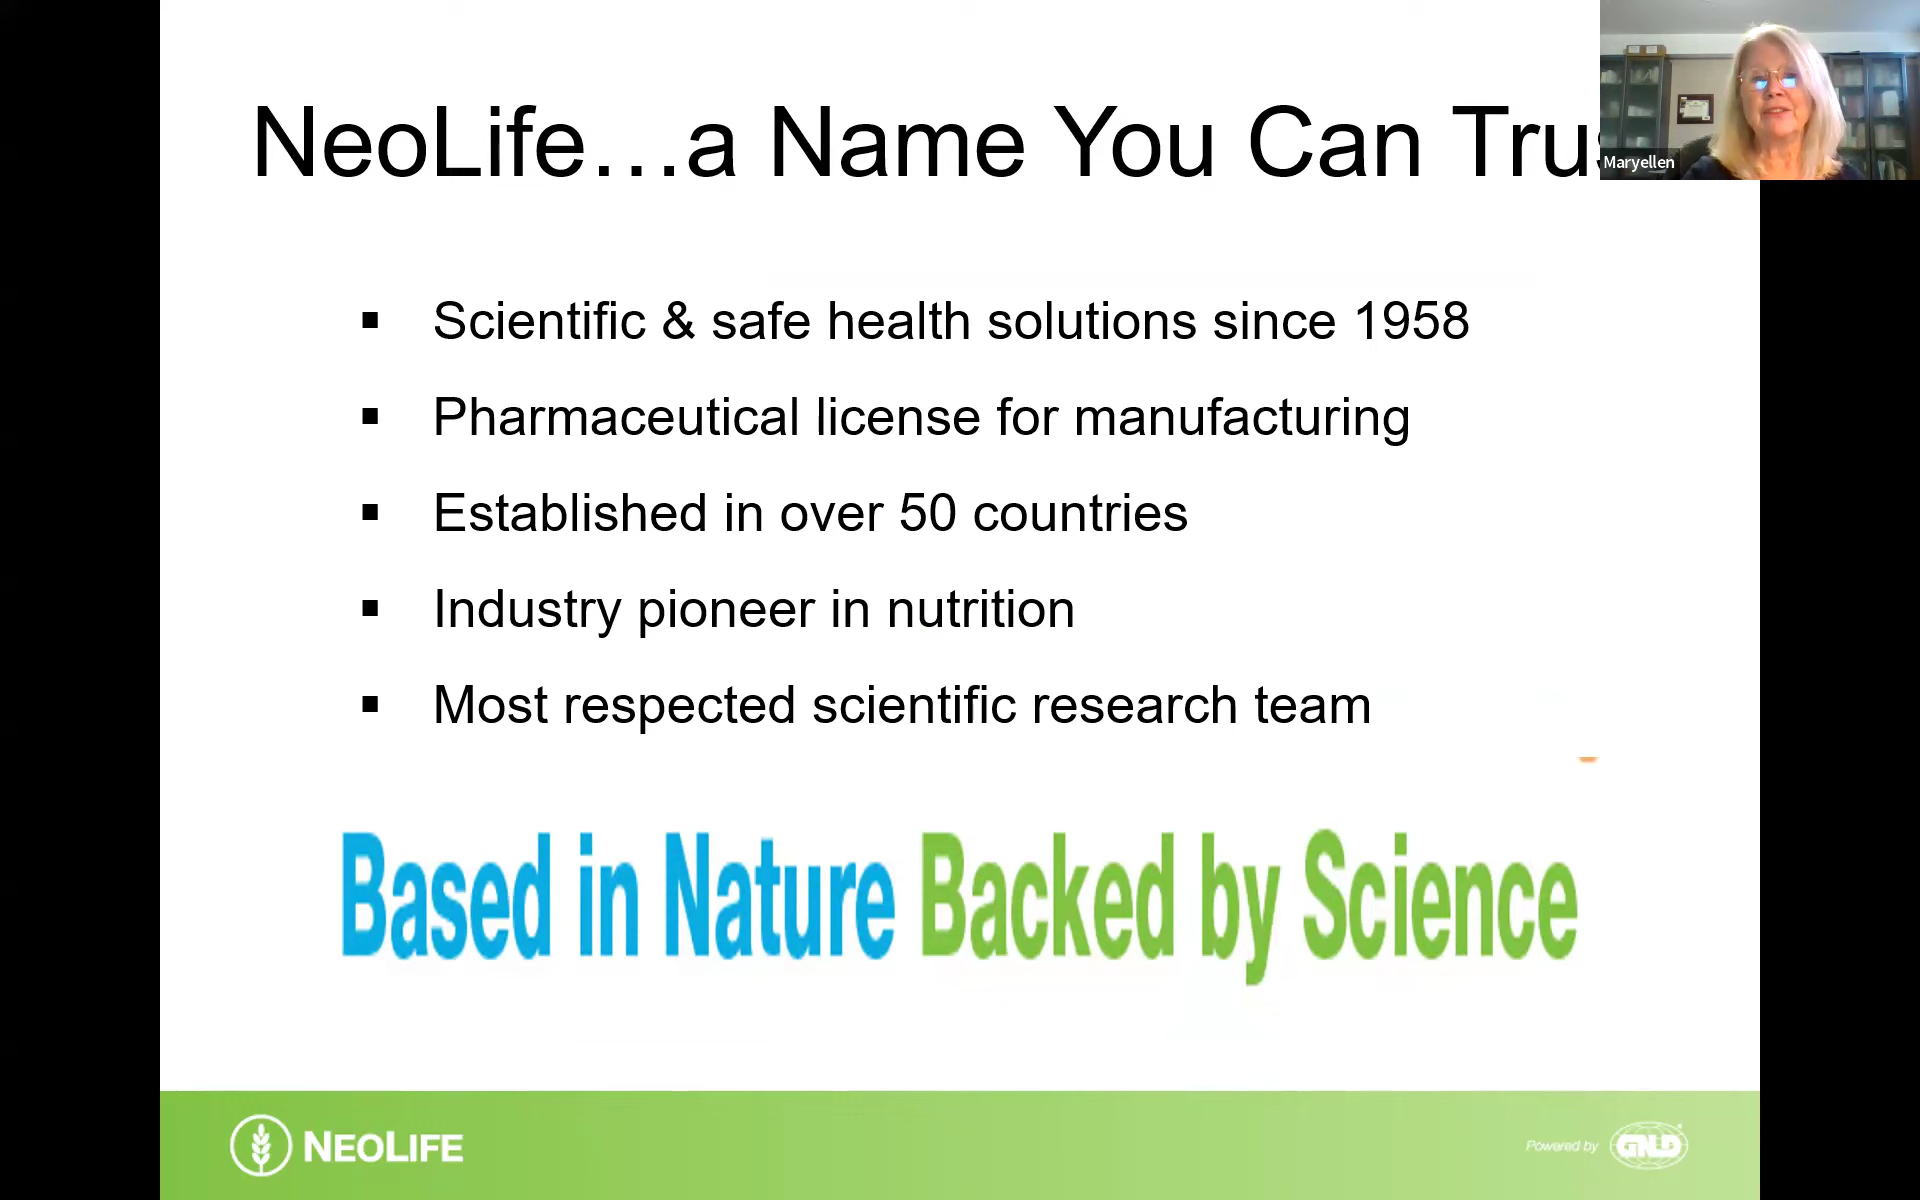 NeoLife…a Name You Can Trus
Maryellen
▪ Scientific & safe health solutions since 1958
▪ Pharmaceutical license for manufacturing
▪ Established in over 50 countries
▪ Industry pioneer in nutrition
▪ Most respected scientific research team
Based in Nature Backed by Science
NEOLIFE
Powered by GNLD